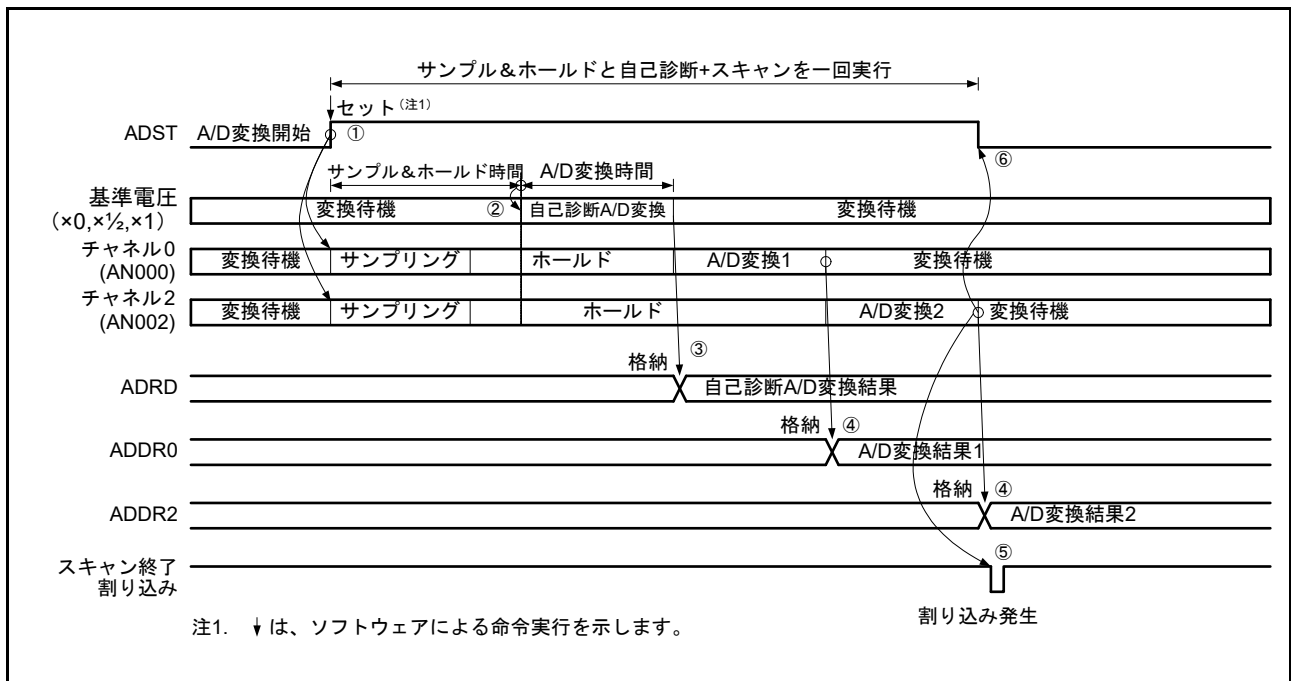 サンプル＆ホールドと自己診断+スキャンを一回実行
セット(注1)
ADST A/D変換開始 ① ⑥
サンプル＆ホールド時間 A/D変換時間
基準電圧
(×0,×½,×1) 変換待機 ② 自己診断A/D変換 変換待機
チャネル0
(AN000) 変換待機 サンプリング ホールド A/D変換1 変換待機
チャネル2
(AN002) 変換待機 サンプリング ホールド A/D変換2 変換待機
格納 ③
ADRD 自己診断A/D変換結果
格納 ④
ADDR0 A/D変換結果1
格納 ④
ADDR2 A/D変換結果2
スキャン終了
割り込み ⑤
割り込み発生
注1. ↓は、ソフトウェアによる命令実行を示します。